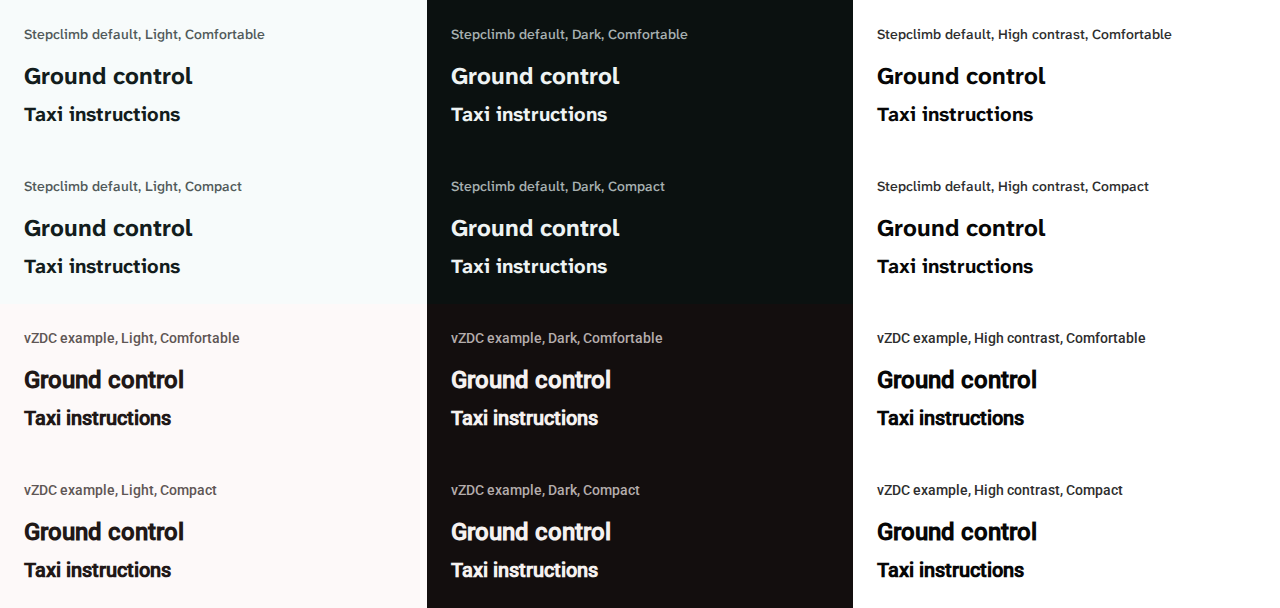 Stepclimb default, Light, Comfortable
Ground control
Taxi instructions
Stepclimb default, Dark, Comfortable
Ground control
Taxi instructions
Stepclimb default, High contrast, Comfortable
Ground control
Taxi instructions
Stepclimb default, Light, Compact
Ground control
Taxi instructions
Stepclimb default, Dark, Compact
Ground control
Taxi instructions
Stepclimb default, High contrast, Compact
Ground control
Taxi instructions
vZDC example, Light, Comfortable
Ground control
Taxi instructions
vZDC example, Dark, Comfortable
Ground control
Taxi instructions
vZDC example, High contrast, Comfortable
Ground control
Taxi instructions
vZDC example, Light, Compact
Ground control
Taxi instructions
vZDC example, Dark, Compact
Ground control
Taxi instructions
vZDC example, High contrast, Compact
Ground control
Taxi instructions